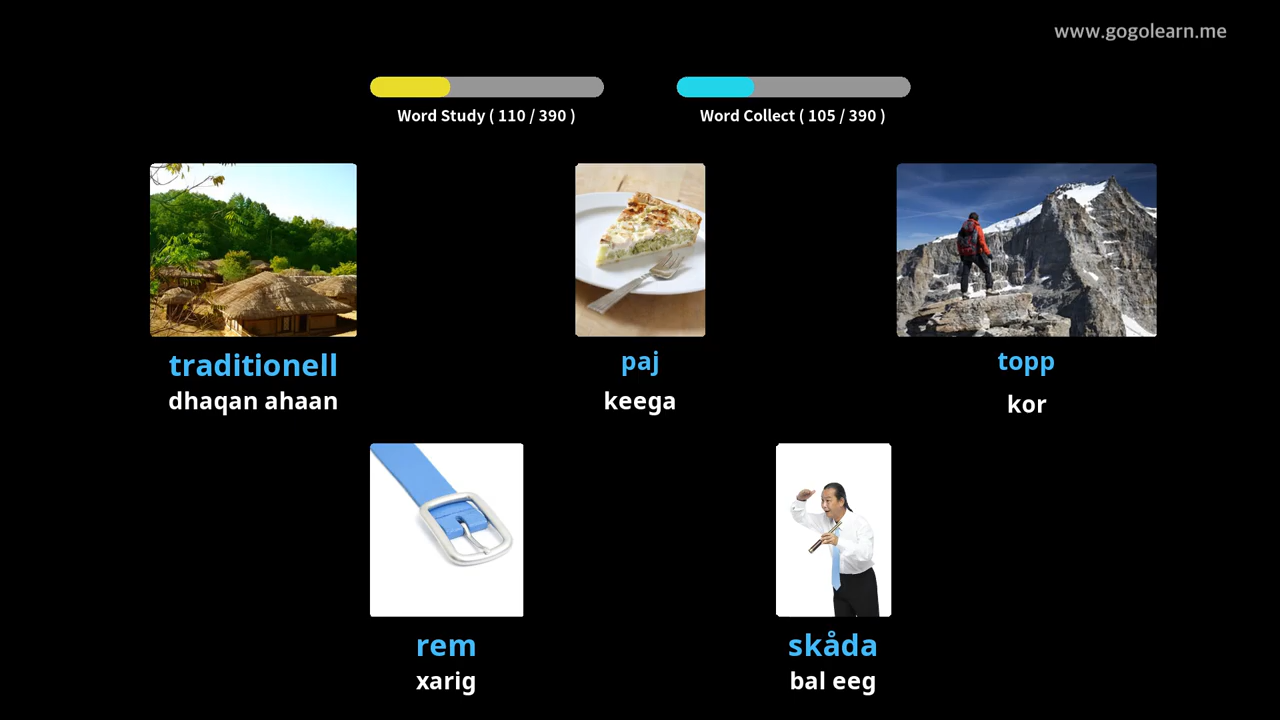 www.gogolearn.me
Word Study ( 110 / 390 )
Word Collect ( 105 / 390 )
traditionell
dhaqan ahaan
paj
keega
topp
kor
rem
xarig
skåda
bal eeg